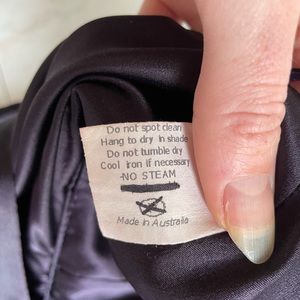 Do not spot clean
Hang to dry in shade
Do not tumble dry
Cool iron if necessary
-NO STEAM
Made in Australia